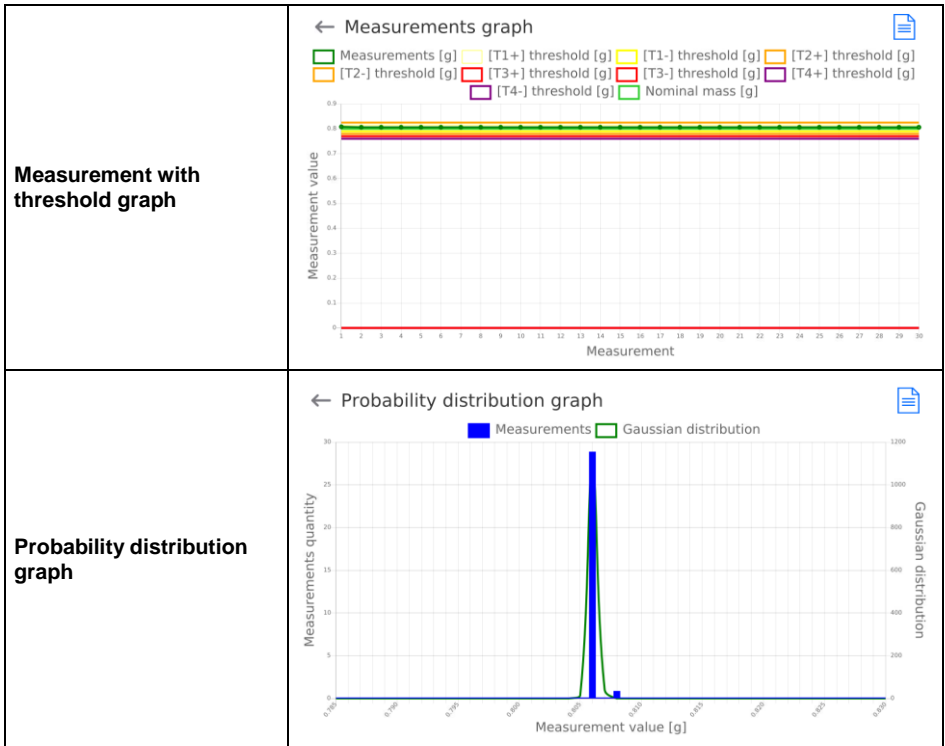 Measurement with
threshold graph
← Measurements graph
Measurements [g] [T1+] threshold [g] [T1-] threshold [g] [T2+] threshold [g]
[T2-] threshold [g] [T3+] threshold [g] [T3-] threshold [g] [T4+] threshold [g]
[T4-] threshold [g] Nominal mass [g]
Measurement value
0.9
0.8
0.7
0.6
0.5
0.4
0.3
0.2
0.1
0
1 2 3 4 5 6 7 8 9 10 11 12 13 14 15 16 17 18 19 20 21 22 23 24 25 26 27 28 29 30
Measurement
Probability distribution
graph
← Probability distribution graph
Measurements Gaussian distribution
Measurements quantity
30
25
20
15
10
5
0
1200
1000
800
600
400
200
0
Gaussian distribution
0.785 0.790 0.795 0.800 0.805 0.810 0.815 0.820 0.825 0.830
Measurement value [g]